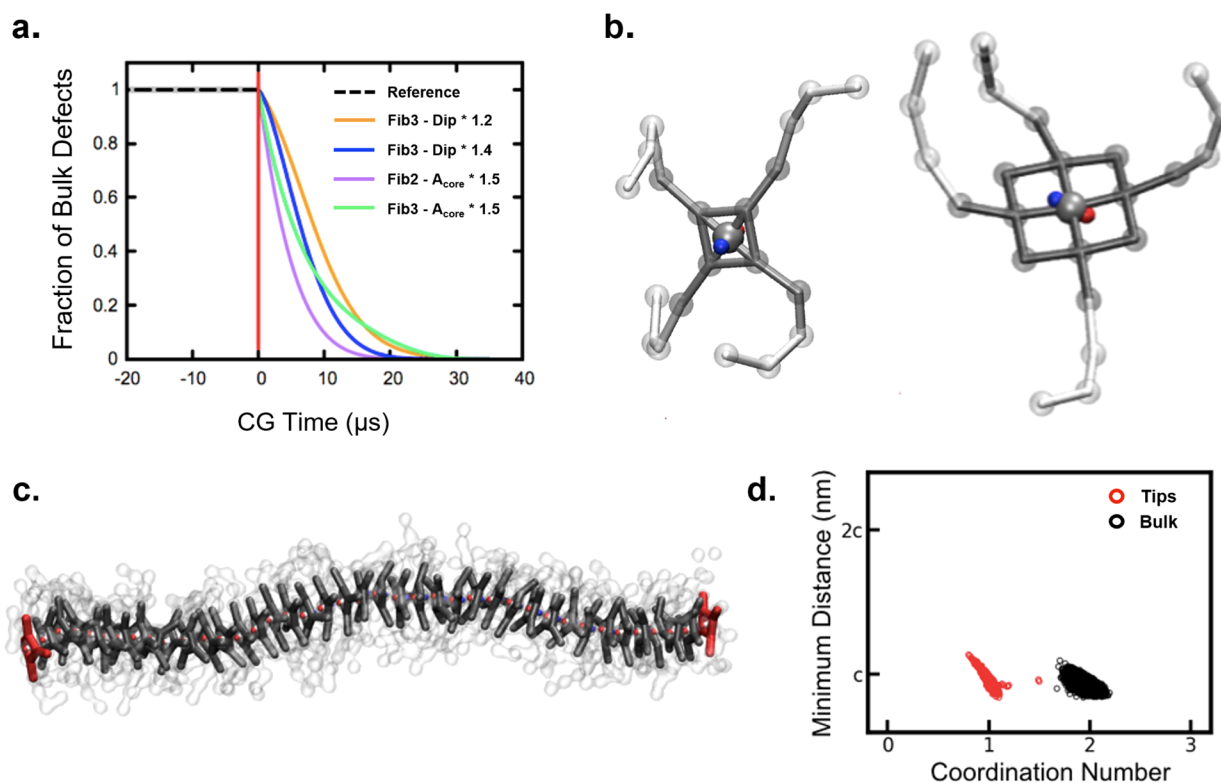 a.
Fraction of Bulk Defects
1
0.8
0.6
0.4
0.2
0
Reference
Fib3 - Dip * 1.2
Fib3 - Dip * 1.4
Fib2 - Acore * 1.5
Fib3 - Acore * 1.5
-20 -10 0 10 20 30 40
CG Time (µs)
b.
c.
d.
Minimum Distance (nm)
2c
c
Tips
Bulk
0 1 2 3
Coordination Number